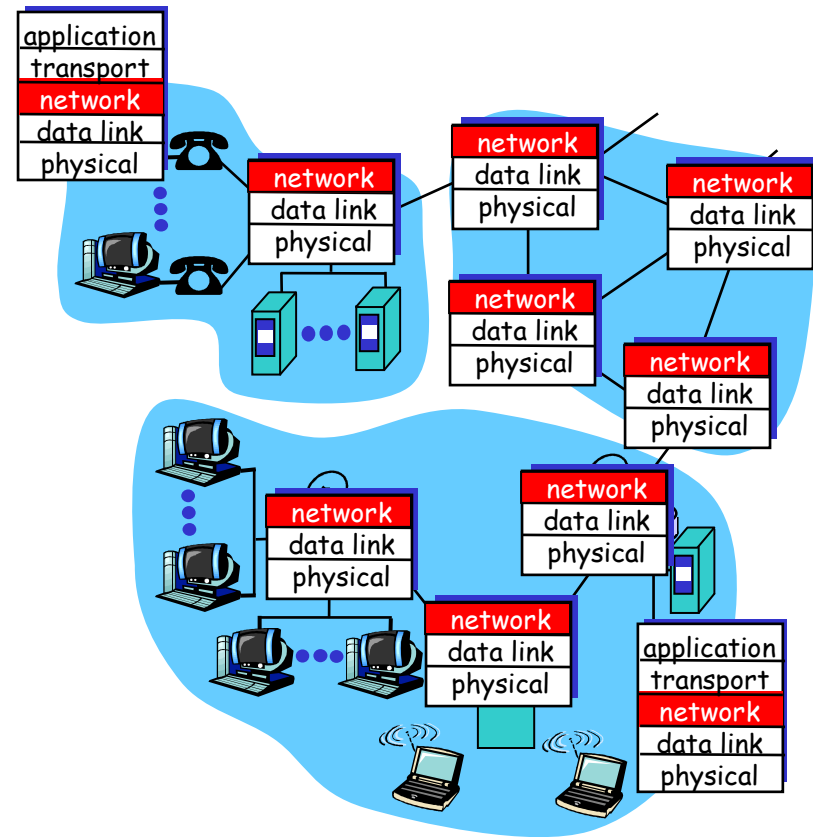 application
transport
network
data link
physical
network
data link
physical
network
data link
physical
network
data link
physical
network
data link
physical
network
data link
physical
network
data link
physical
network
data link
physical
network
data link
physical
application
transport
network
data link
physical